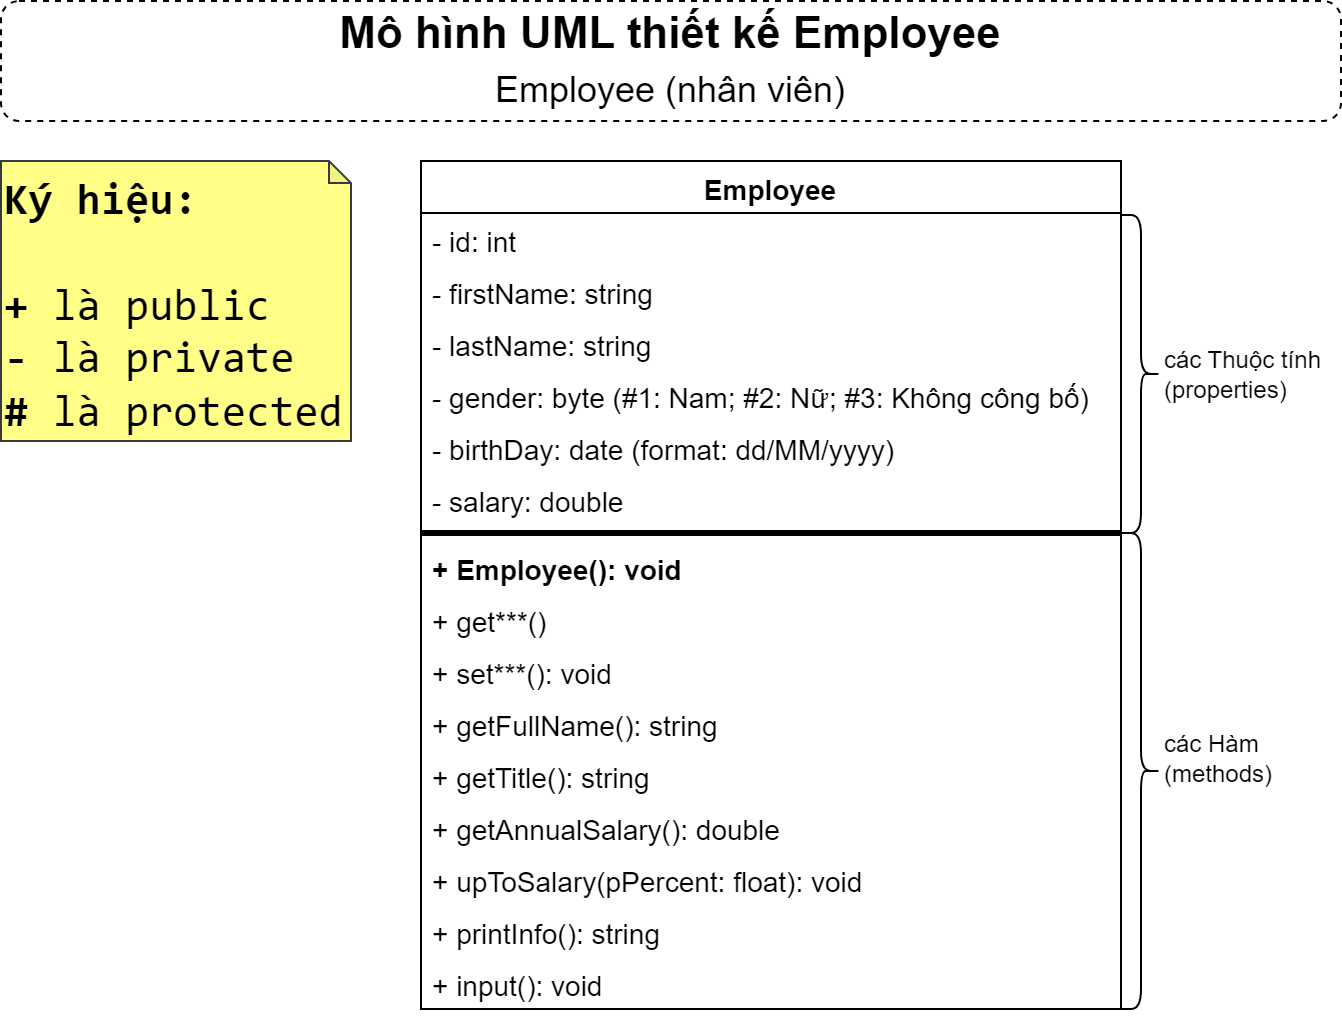 Mô hình UML thiết kế Employee
Employee (nhân viên)
Ký hiệu:
+ là public
- là private
# là protected
Employee
- id: int
- firstName: string
- lastName: string
- gender: byte (#1: Nam; #2: Nữ; #3: Không công bố)
- birthDay: date (format: dd/MM/yyyy)
- salary: double
các Thuộc tính
(properties)
+ Employee(): void
+ get***()
+ set***(): void
+ getFullName(): string
+ getTitle(): string
+ getAnnualSalary(): double
+ upToSalary(pPercent: float): void
+ printInfo(): string
+ input(): void
các Hàm
(methods)